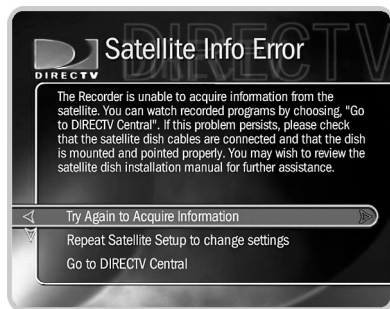 DIRECTV
Satellite Info Error
DIRECTV
The Recorder is unable to acquire information from the
satellite. You can watch recorded programs by choosing, "Go
to DIRECTV Central". If this problem persists, please check
that the satellite dish cables are connected and that the dish
is mounted and pointed properly. You may wish to review the
satellite dish installation manual for further assistance.
Try Again to Acquire Information
Repeat Satellite Setup to change settings
Go to DIRECTV Central